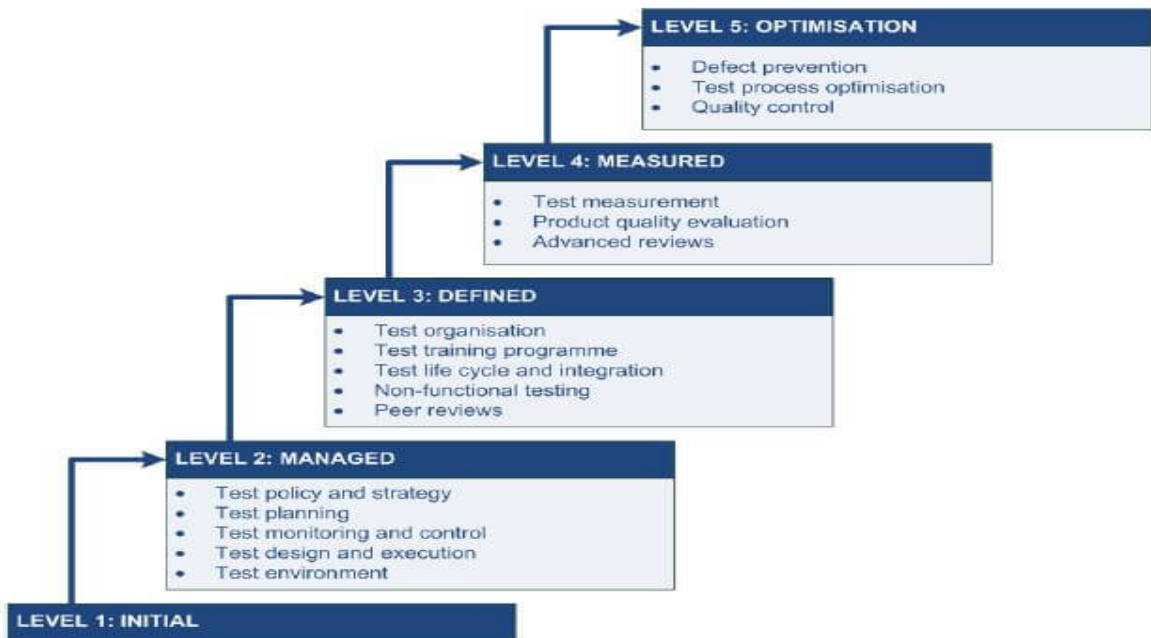 LEVEL 5: OPTIMISATION
• Defect prevention
• Test process optimisation
• Quality control
LEVEL 4: MEASURED
• Test measurement
• Product quality evaluation
• Advanced reviews
LEVEL 3: DEFINED
• Test organisation
• Test training programme
• Test life cycle and integration
• Non-functional testing
• Peer reviews
LEVEL 2: MANAGED
• Test policy and strategy
• Test planning
• Test monitoring and control
• Test design and execution
• Test environment
LEVEL 1: INITIAL